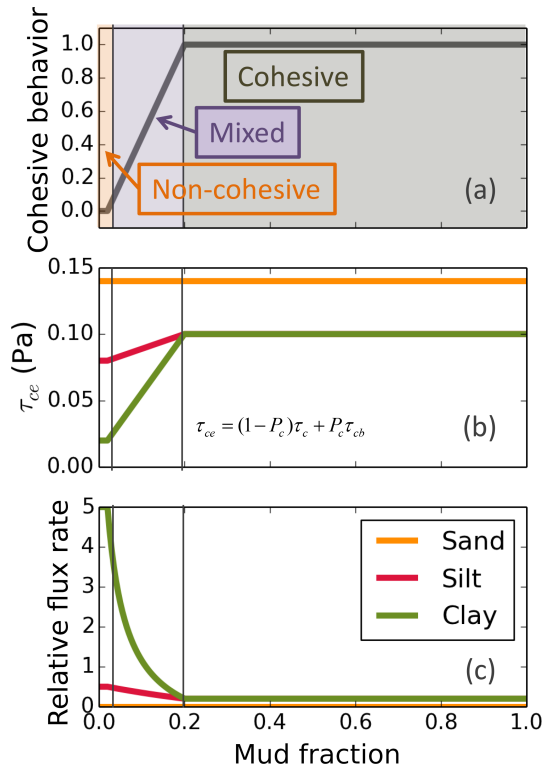 Cohesive behavior
1.0
0.8
0.6
0.4
0.2
0.0
Cohesive
Mixed
Non-cohesive
(a)
τce (Pa)
0.15
0.10
0.05
0.00
τce = (1−Pc)τc + Pcτcb
(b)
Relative flux rate
5
4
3
2
1
0
Sand
Silt
Clay
(c)
0.0 0.2 0.4 0.6 0.8 1.0
Mud fraction